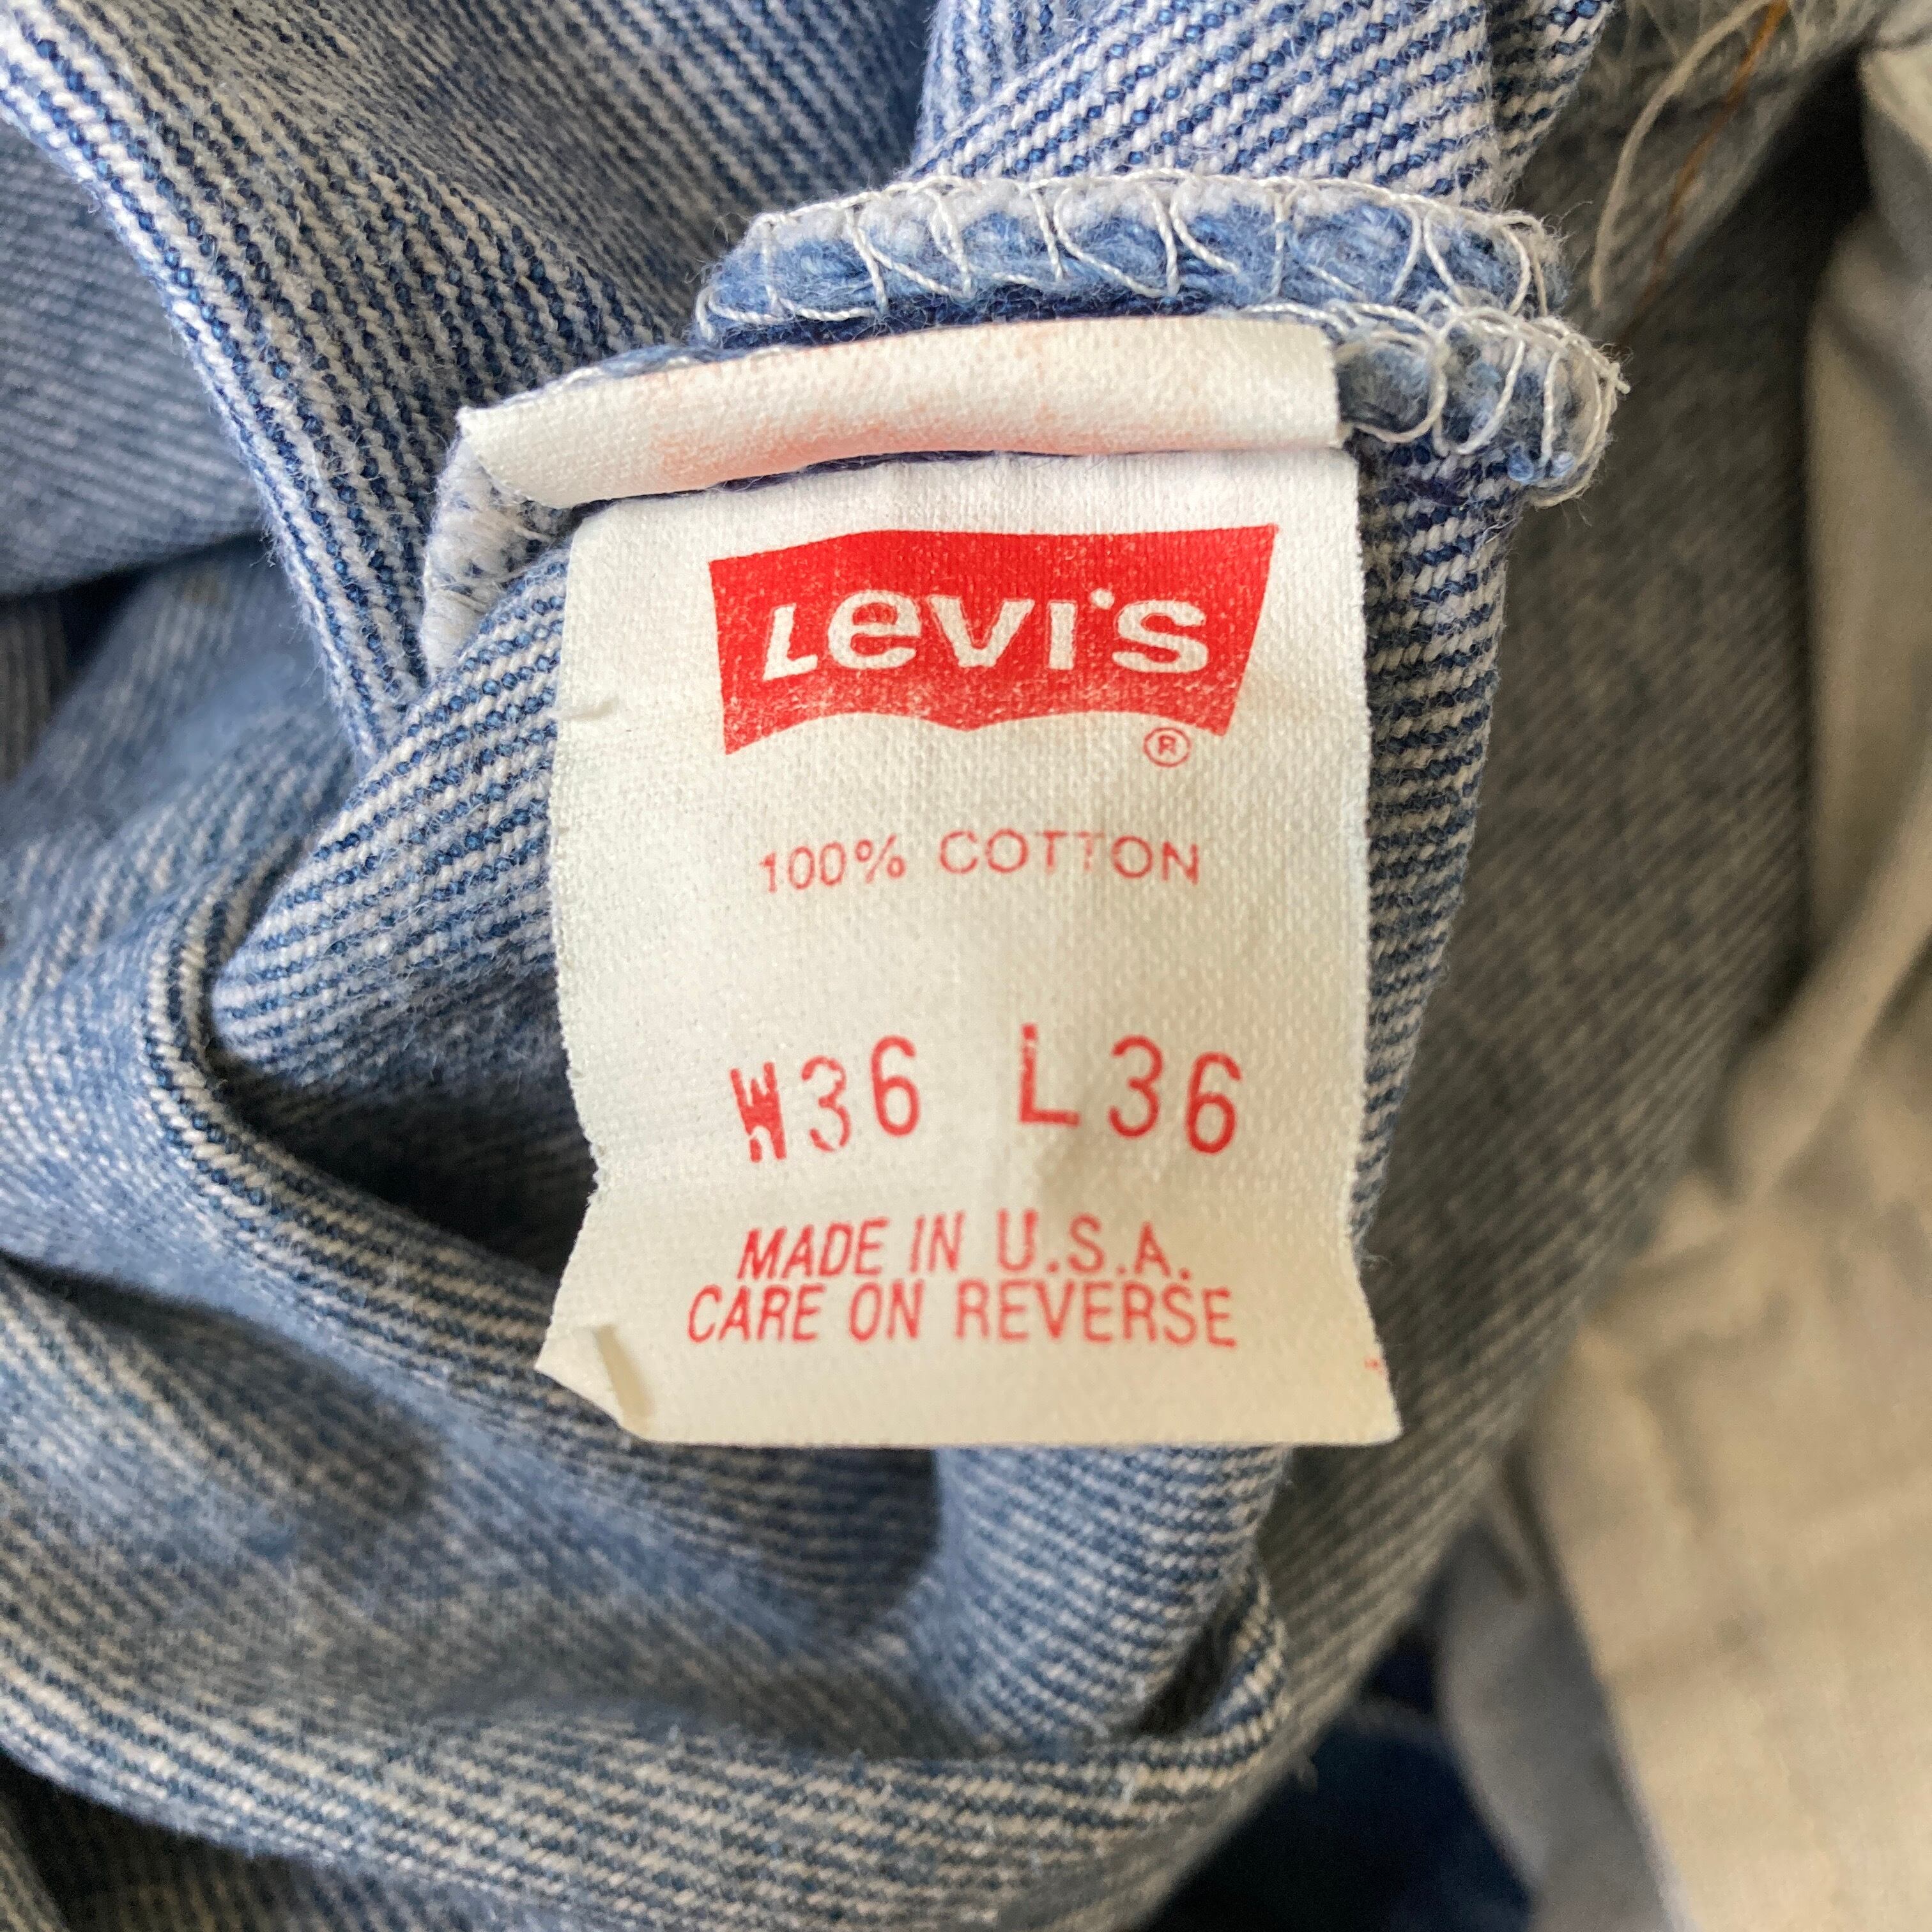 Levi's
®
100% COTTON
W36 L36
MADE IN U.S.A.
CARE ON REVERSE